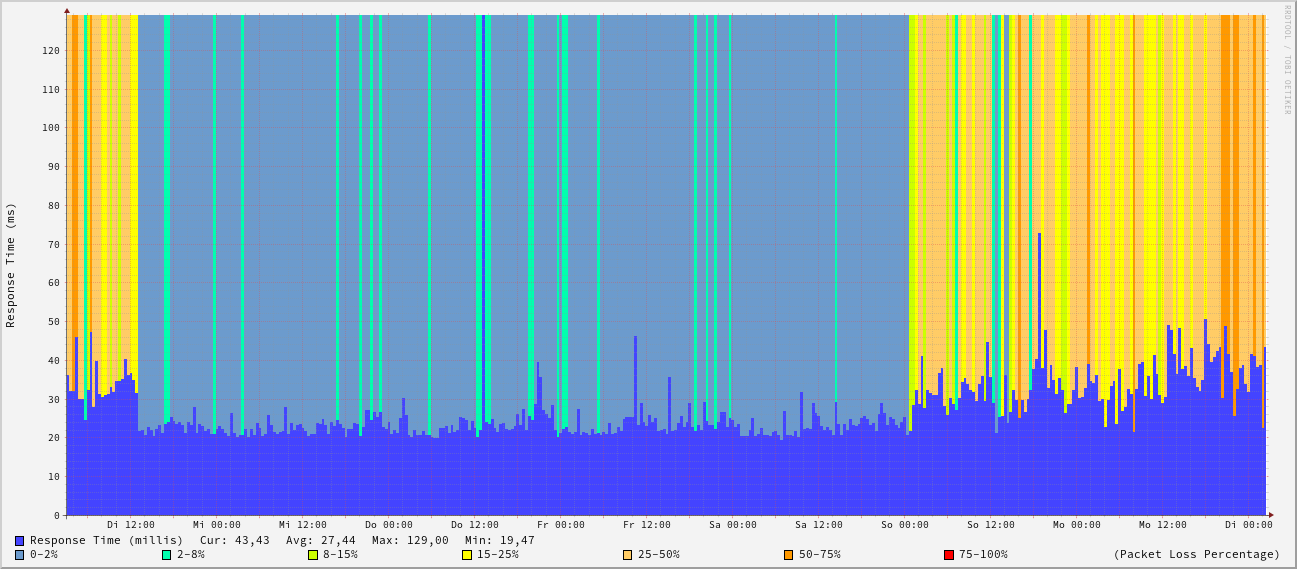 RRDTOOL / TOBI OETIKER
Response Time (ms)
120
110
100
90
80
70
60
50
40
30
20
10
0
Di 12:00 Mi 00:00 Mi 12:00 Do 00:00 Do 12:00 Fr 00:00 Fr 12:00 Sa 00:00 Sa 12:00 So 00:00 So 12:00 Mo 00:00 Mo 12:00 Di 00:00
Response Time (millis) Cur: 43,43 Avg: 27,44 Max: 129,00 Min: 19,47
0-2% 2-8% 8-15% 15-25% 25-50% 50-75% 75-100% (Packet Loss Percentage)